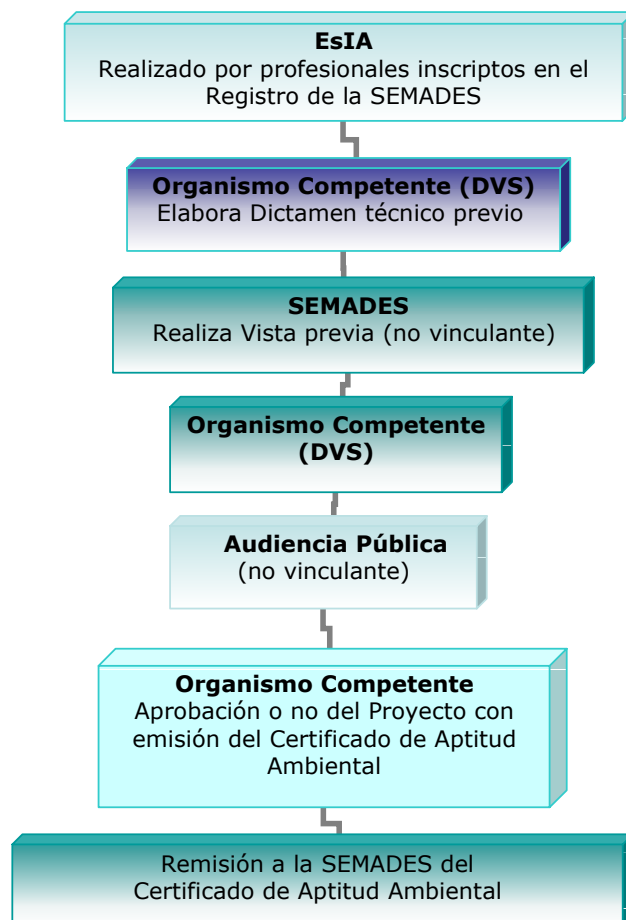 EsIA
Realizado por profesionales inscriptos en el
Registro de la SEMADES
Organismo Competente (DVS)
Elabora Dictamen técnico previo
SEMADES
Realiza Vista previa (no vinculante)
Organismo Competente
(DVS)
Audiencia Pública
(no vinculante)
Organismo Competente
Aprobación o no del Proyecto con
emisión del Certificado de Aptitud
Ambiental
Remisión a la SEMADES del
Certificado de Aptitud Ambiental